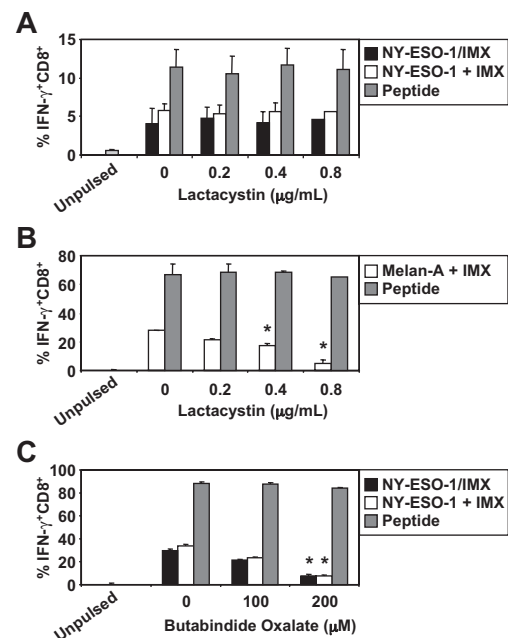 A
% IFN-γ⁺CD8⁺
15
10
5
0
Unpulsed
0 0.2 0.4 0.8
Lactacystin (μg/mL)
NY-ESO-1/IMX
NY-ESO-1 + IMX
Peptide
B
% IFN-γ⁺CD8⁺
80
60
40
20
0
* *
Unpulsed
0 0.2 0.4 0.8
Lactacystin (μg/mL)
Melan-A + IMX
Peptide
C
% IFN-γ⁺CD8⁺
100
80
60
40
20
0
* *
Unpulsed
0 100 200
Butabindide Oxalate (μM)
NY-ESO-1/IMX
NY-ESO-1 + IMX
Peptide